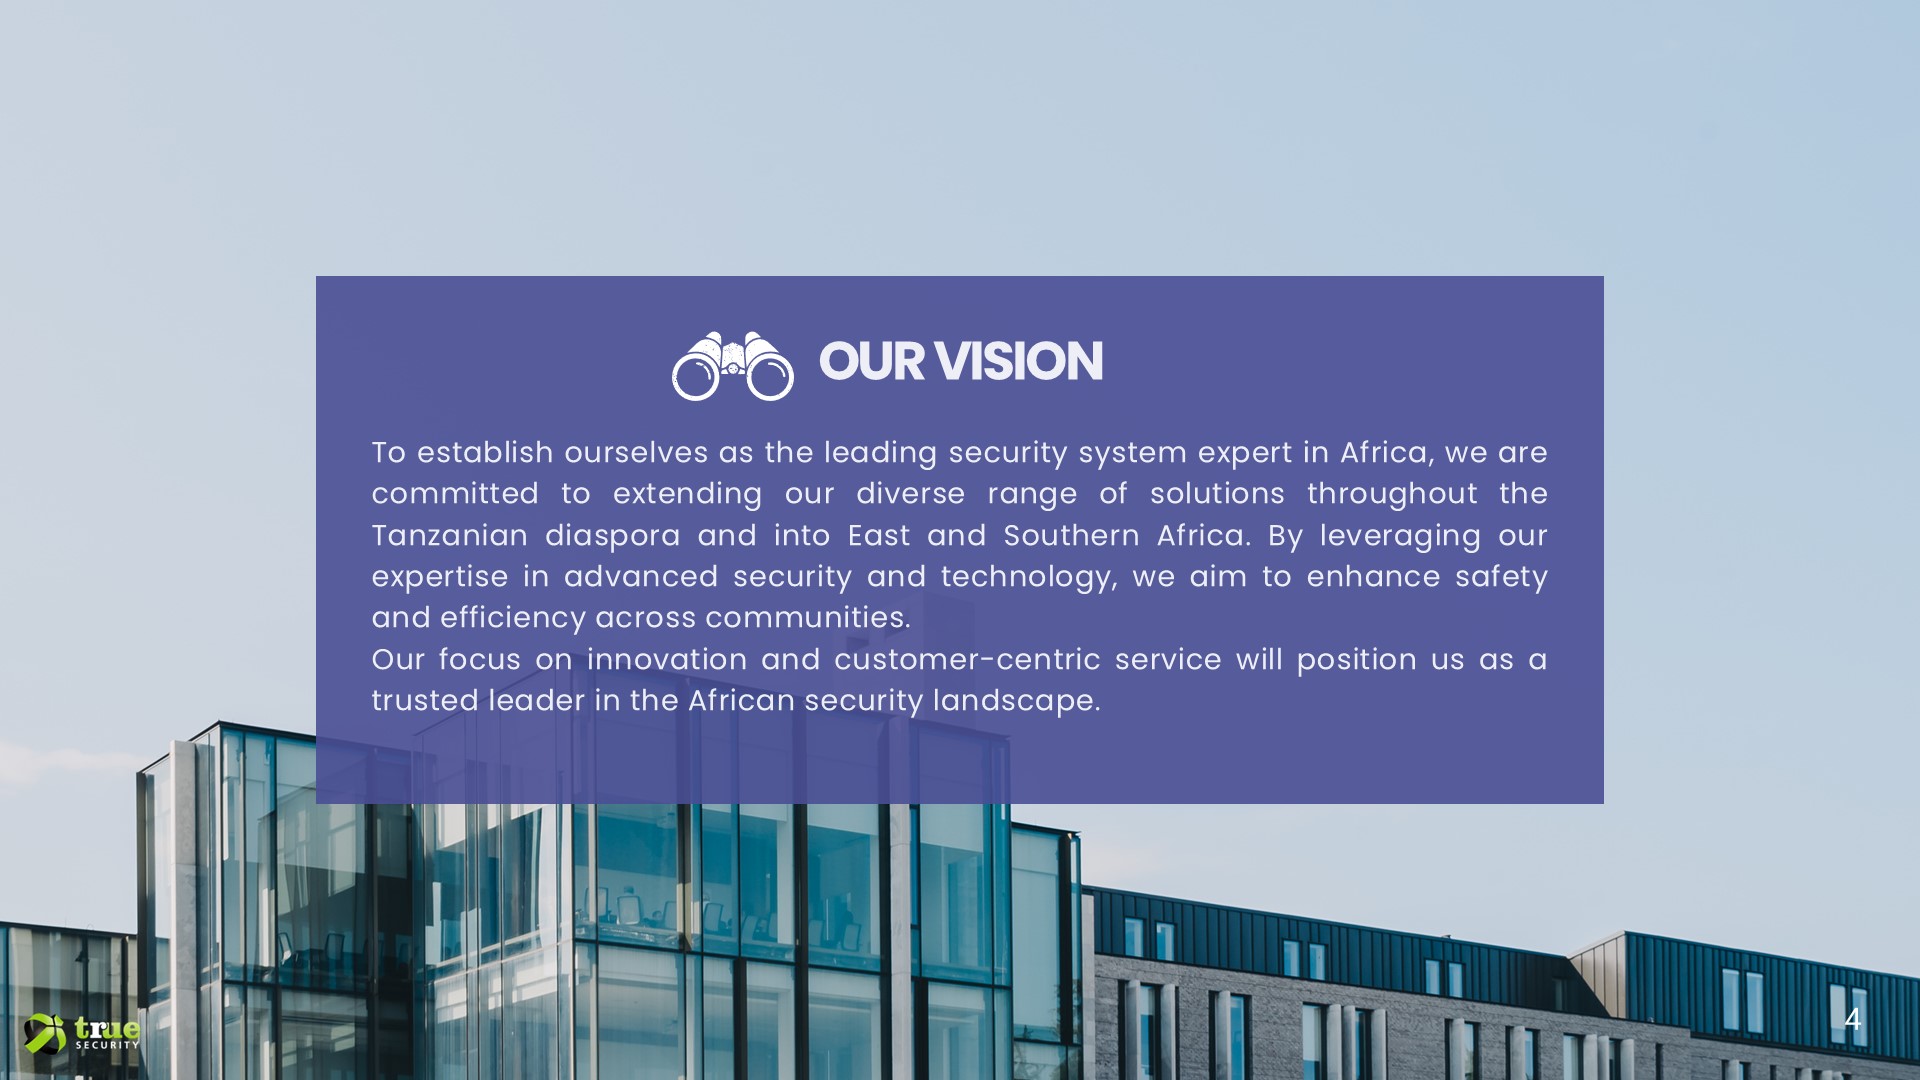 OUR VISION
To establish ourselves as the leading security system expert in Africa, we are
committed to extending our diverse range of solutions throughout the
Tanzanian diaspora and into East and Southern Africa. By leveraging our
expertise in advanced security and technology, we aim to enhance safety
and efficiency across communities.
Our focus on innovation and customer-centric service will position us as a
trusted leader in the African security landscape.
true
SECURITY
4